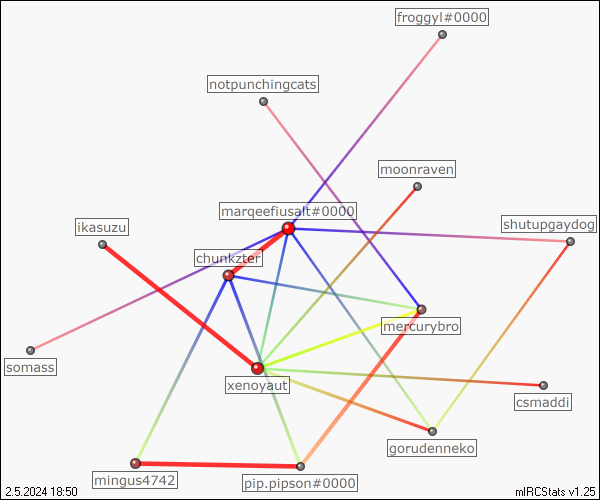 froggyl#0000
notpunchingcats
moonraven
marqeefiusalt#0000
shutupgaydog
ikasuzu
chunkzter
mercurybro
somass
xenoyaut
csmaddi
gorudenneko
mingus4742
pip.pipson#0000
2.5.2024 18:50
mIRCStats v1.25